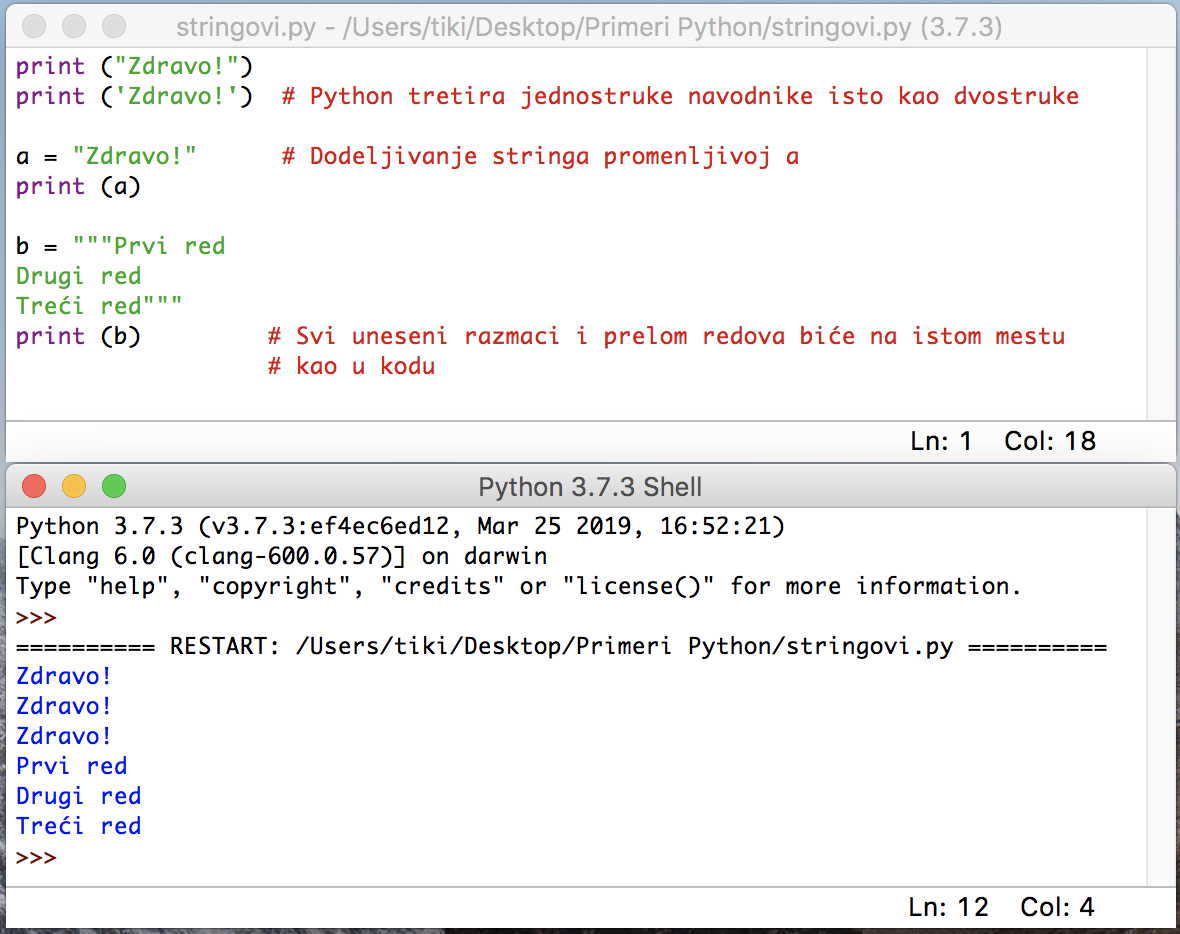 stringovi.py - /Users/tiki/Desktop/Primeri Python/stringovi.py (3.7.3)
print ("Zdravo!")
print ('Zdravo!')  # Python tretira jednostruke navodnike isto kao dvostruke
a = "Zdravo!"      # Dodeljivanje stringa promenljivoj a
print (a)
b = """Prvi red
Drugi red
Treći red"""
print (b)         # Svi uneseni razmaci i prelom redova biće na istom mestu
                  # kao u kodu
Ln: 1  Col: 18
Python 3.7.3 Shell
Python 3.7.3 (v3.7.3:ef4ec6ed12, Mar 25 2019, 16:52:21)
[Clang 6.0 (clang-600.0.57)] on darwin
Type "help", "copyright", "credits" or "license()" for more information.
>>>
========== RESTART: /Users/tiki/Desktop/Primeri Python/stringovi.py ==========
Zdravo!
Zdravo!
Zdravo!
Prvi red
Drugi red
Treći red
>>>
Ln: 12  Col: 4